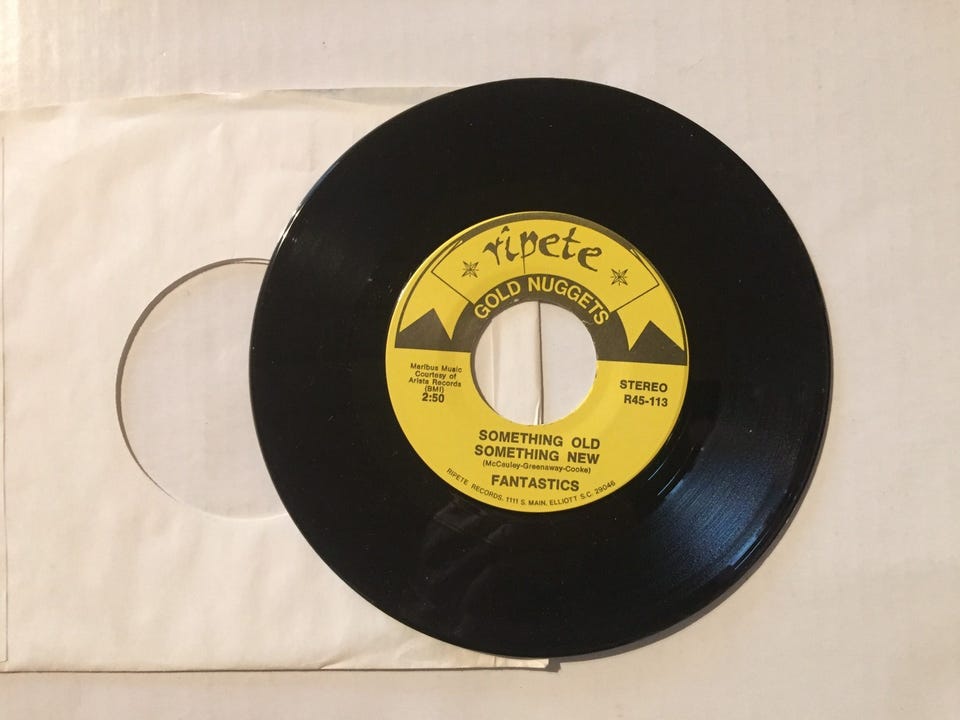 ripete
GOLD NUGGETS
Maribus Music
Courtesy of
Arista Records
(BMI)
2:50
STEREO
R45-113
SOMETHING OLD
SOMETHING NEW
(McCauley-Greenaway-Cooke)
FANTASTICS
RIPETE RECORDS, 1111 S. MAIN, ELLIOTT S.C. 29046